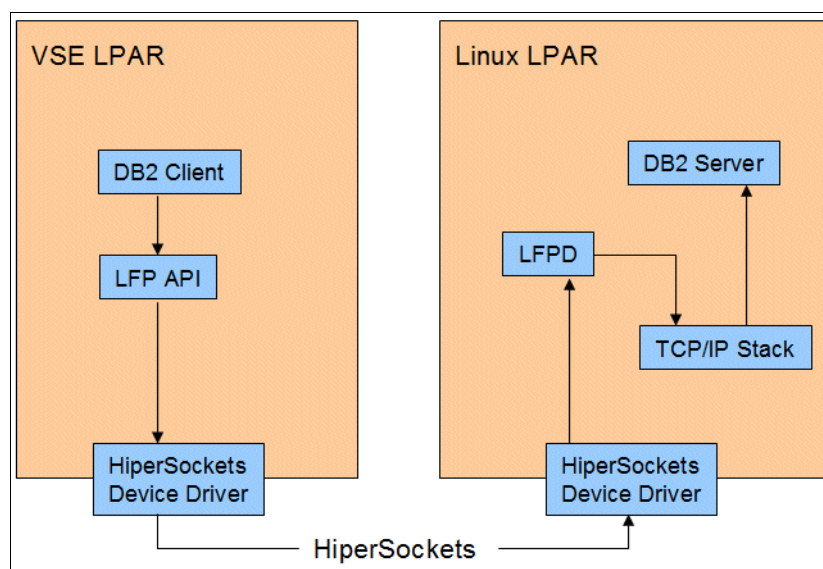 VSE LPAR
DB2 Client
LFP API
HiperSockets
Device Driver
Linux LPAR
DB2 Server
LFPD
TCP/IP Stack
HiperSockets
Device Driver
HiperSockets